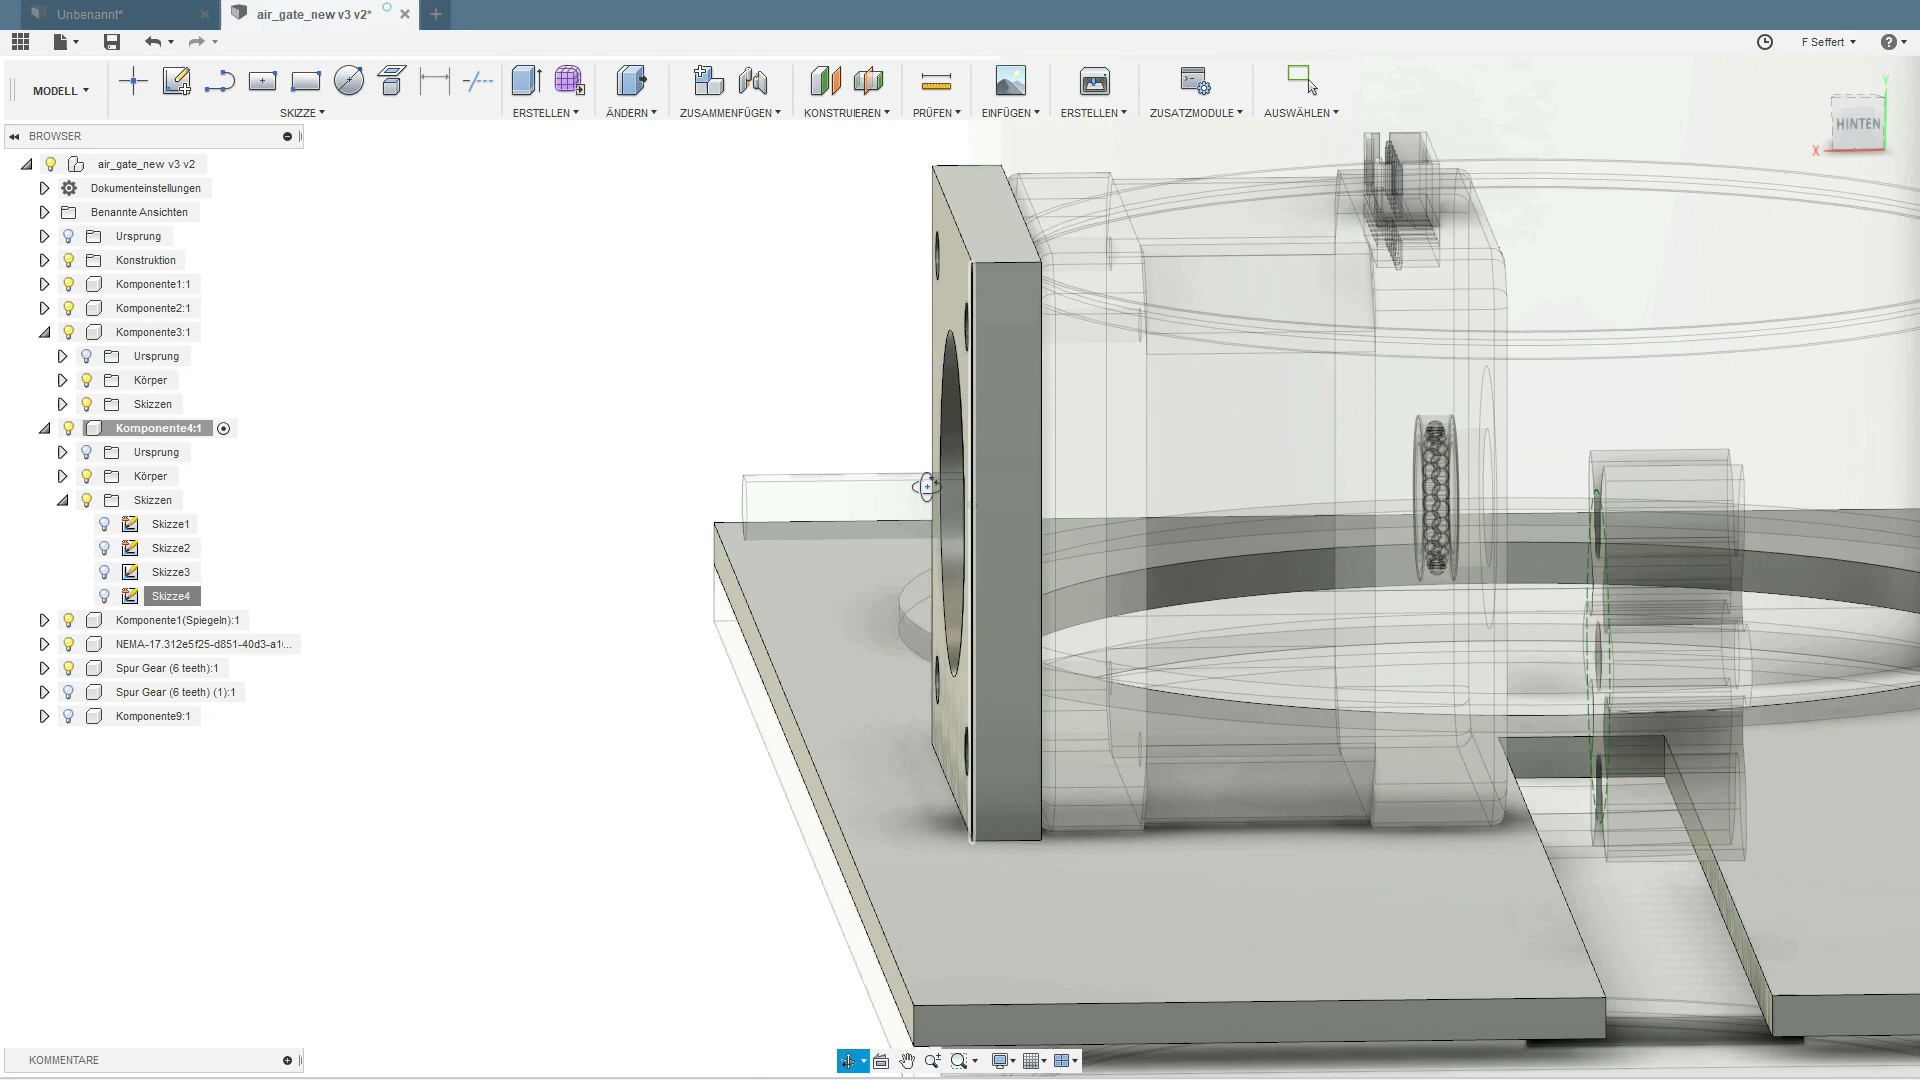 Unbenannt*
air_gate_new v3 v2*
F Seffert
MODELL
SKIZZE
ERSTELLEN
ÄNDERN
ZUSAMMENFÜGEN
KONSTRUIEREN
PRÜFEN
EINFÜGEN
ERSTELLEN
ZUSATZMODULE
AUSWÄHLEN
Y
HINTEN
X
BROWSER
air_gate_new v3 v2
Dokumenteinstellungen
Benannte Ansichten
Ursprung
Konstruktion
Komponente1:1
Komponente2:1
Komponente3:1
Ursprung
Körper
Skizzen
Komponente4:1
Ursprung
Körper
Skizzen
Skizze1
Skizze2
Skizze3
Skizze4
Komponente1(Spiegeln):1
NEMA-17.312e5f25-d851-40d3-a1(...
Spur Gear (6 teeth):1
Spur Gear (6 teeth) (1):1
Komponente9:1
KOMMENTARE